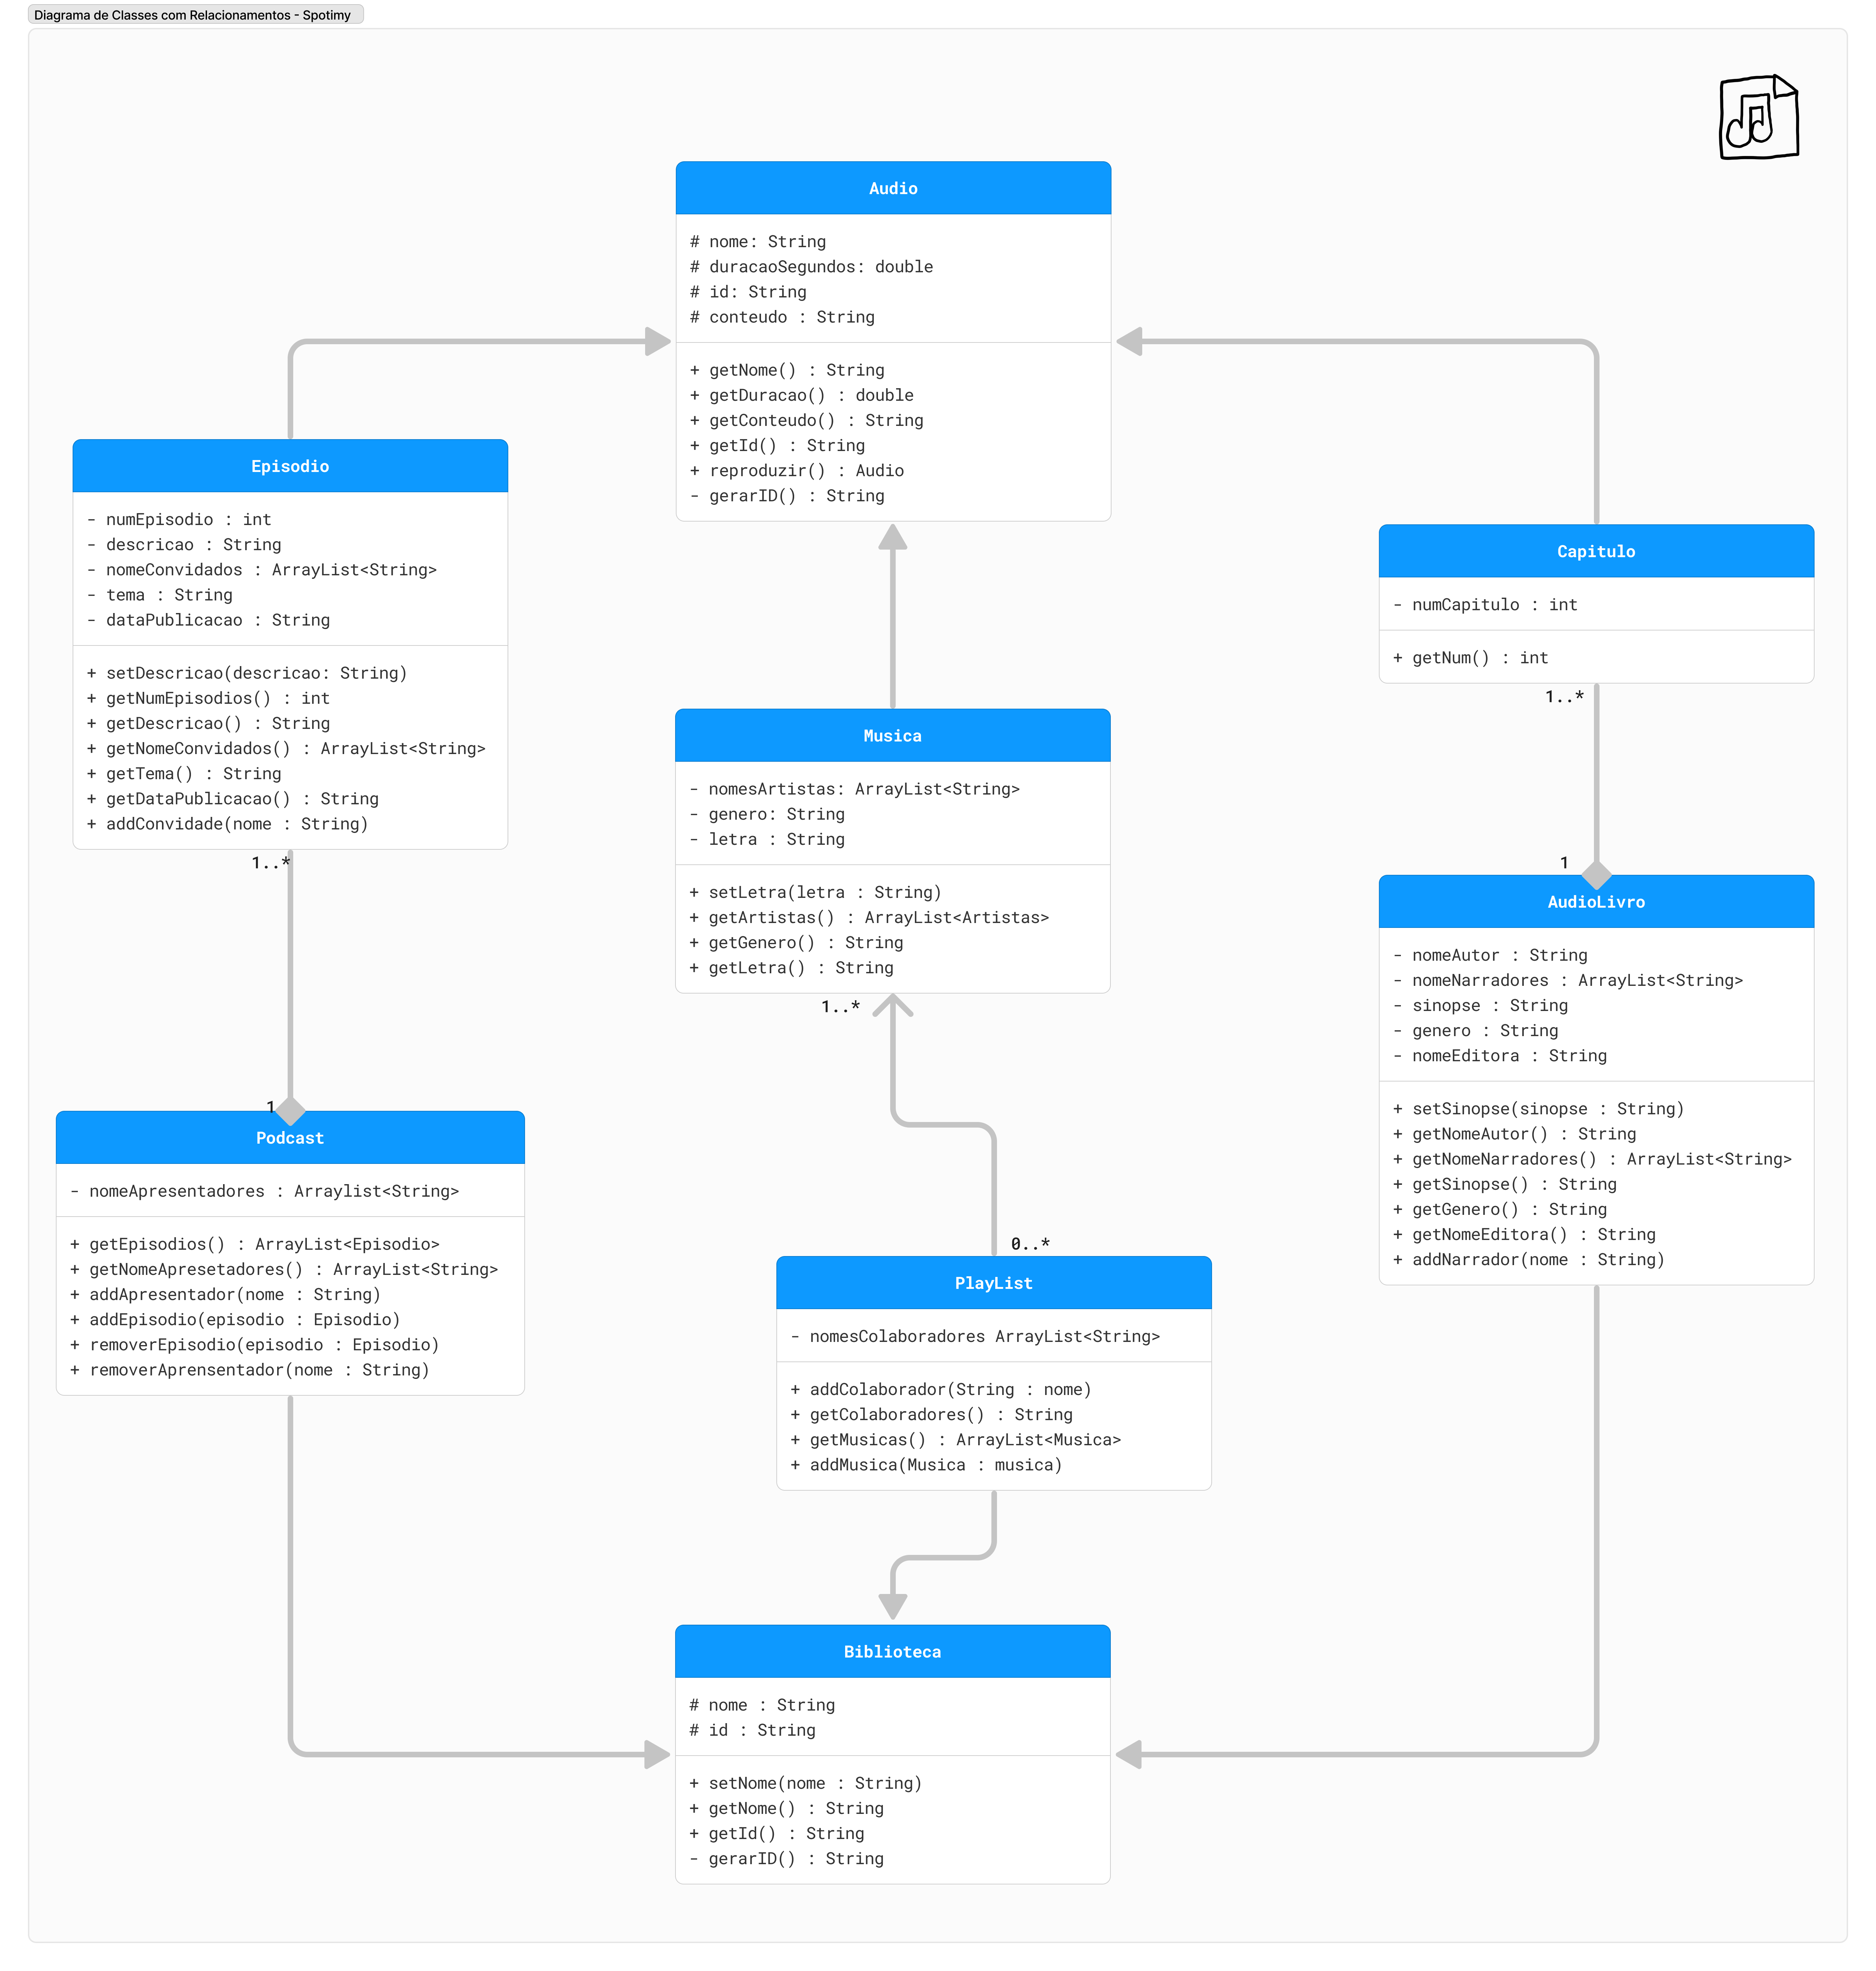 Diagrama de Classes com Relacionamentos - Spotimy
Audio
# nome: String
# duracaoSegundos: double
# id: String
# conteudo : String
+ getNome() : String
+ getDuracao() : double
+ getConteudo() : String
+ getId() : String
+ reproduzir() : Audio
- gerarID() : String
Episodio
- numEpisodio : int
- descricao : String
- nomeConvidados : ArrayList<String>
- tema : String
- dataPublicacao : String
+ setDescricao(descricao: String)
+ getNumEpisodios() : int
+ getDescricao() : String
+ getNomeConvidados() : ArrayList<String>
+ getTema() : String
+ getDataPublicacao() : String
+ addConvidade(nome : String)
1..*
Capitulo
- numCapitulo : int
+ getNum() : int
1..*
Musica
- nomesArtistas: ArrayList<String>
- genero: String
- letra : String
+ setLetra(letra : String)
+ getArtistas() : ArrayList<Artistas>
+ getGenero() : String
+ getLetra() : String
1..*
1
AudioLivro
- nomeAutor : String
- nomeNarradores : ArrayList<String>
- sinopse : String
- genero : String
- nomeEditora : String
+ setSinopse(sinopse : String)
+ getNomeAutor() : String
+ getNomeNarradores() : ArrayList<String>
+ getSinopse() : String
+ getGenero() : String
+ getNomeEditora() : String
+ addNarrador(nome : String)
1
Podcast
- nomeApresentadores : Arraylist<String>
+ getEpisodios() : ArrayList<Episodio>
+ getNomeApresetadores() : ArrayList<String>
+ addApresentador(nome : String)
+ addEpisodio(episodio : Episodio)
+ removerEpisodio(episodio : Episodio)
+ removerAprensentador(nome : String)
0..*
PlayList
- nomesColaboradores ArrayList<String>
+ addColaborador(String : nome)
+ getColaboradores() : String
+ getMusicas() : ArrayList<Musica>
+ addMusica(Musica : musica)
Biblioteca
# nome : String
# id : String
+ setNome(nome : String)
+ getNome() : String
+ getId() : String
- gerarID() : String